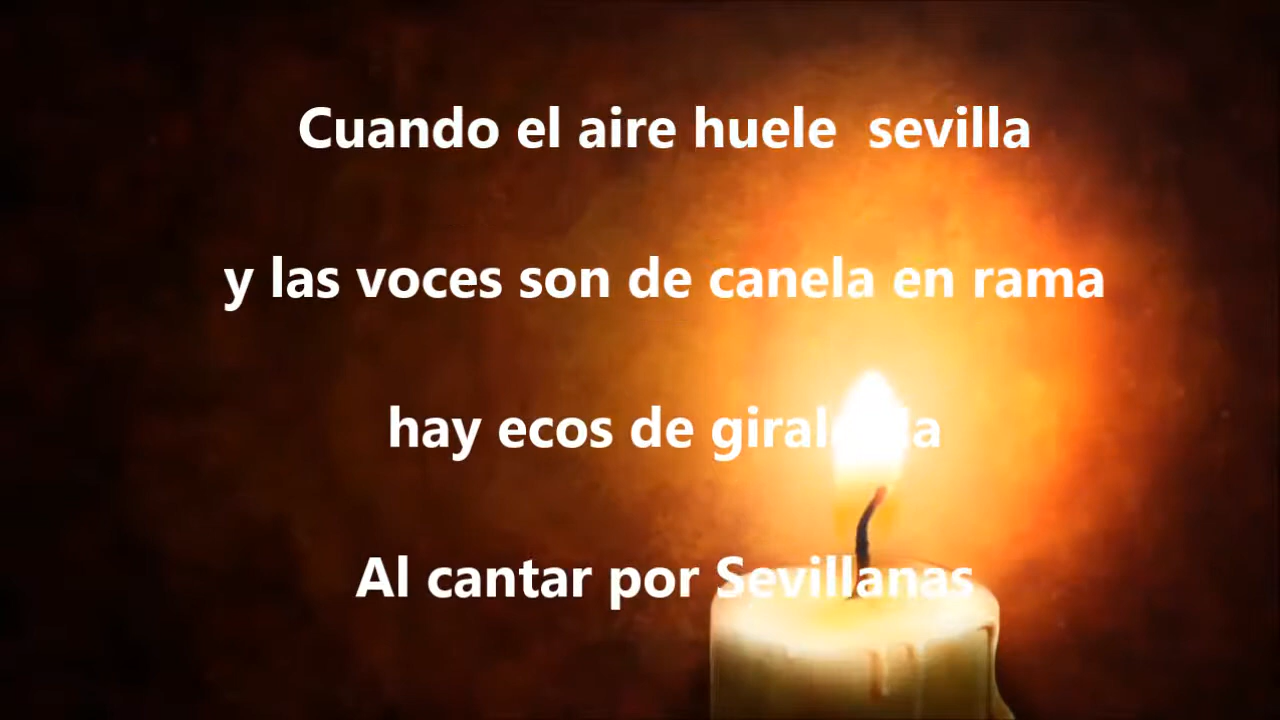 Cuando el aire huele  sevilla
y las voces son de canela en rama
hay ecos de
Al cantar por Sevillanas